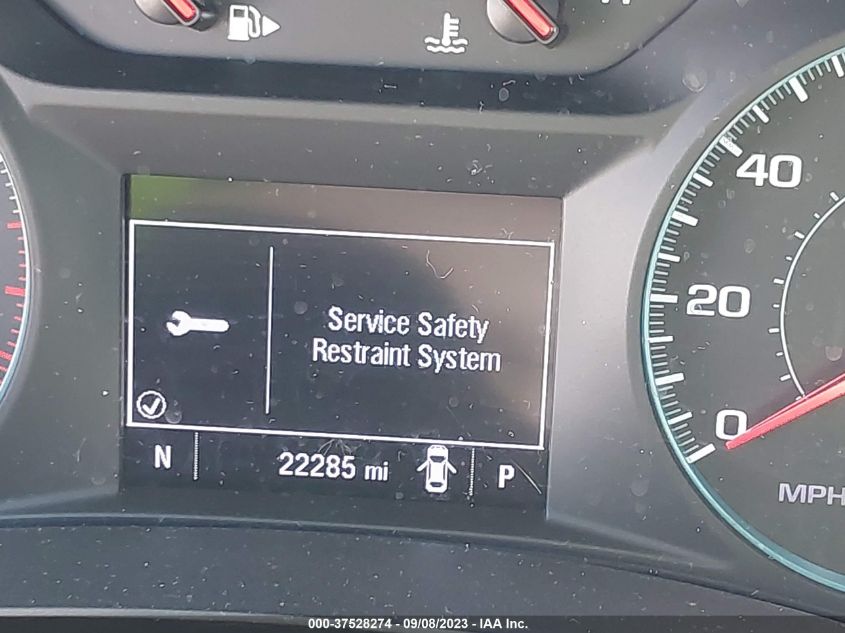 40
Service Safety
Restraint System
20
0
N 22285 mi P
MPH
000-37528274 - 09/08/2023 - IAA Inc.